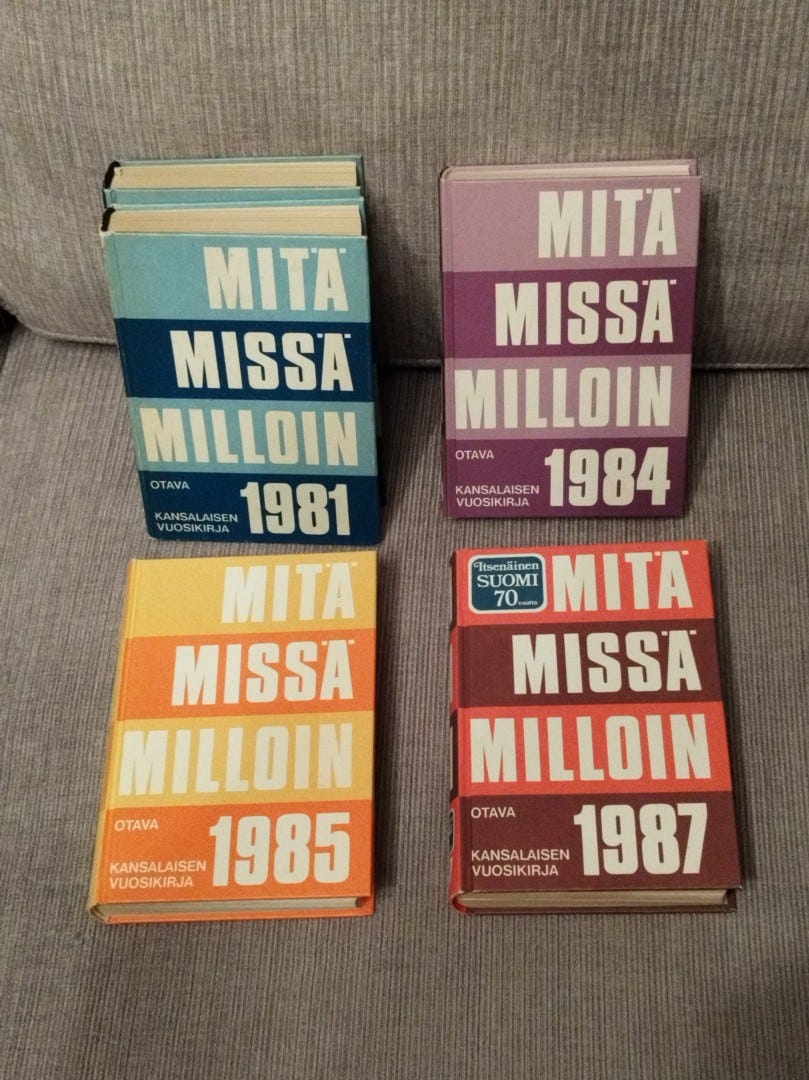 MITÄ
MISSÄ
MILLOIN
OTAVA
KANSALAISEN
VUOSIKIRJA
1981
MITÄ
MISSÄ
MILLOIN
OTAVA
KANSALAISEN
VUOSIKIRJA
1984
MITÄ
MISSÄ
MILLOIN
OTAVA
KANSALAISEN
VUOSIKIRJA
1985
Itsenäinen
SUOMI
70 vuotta
MITÄ
MISSÄ
MILLOIN
OTAVA
KANSALAISEN
VUOSIKIRJA
1987